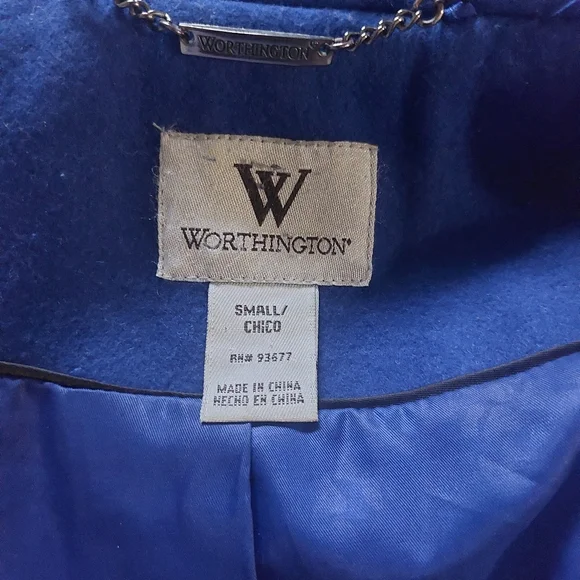 WORTHINGTON
W
WORTHINGTON
SMALL/
CHICO
RN# 93677
MADE IN CHINA
HECHO EN CHINA